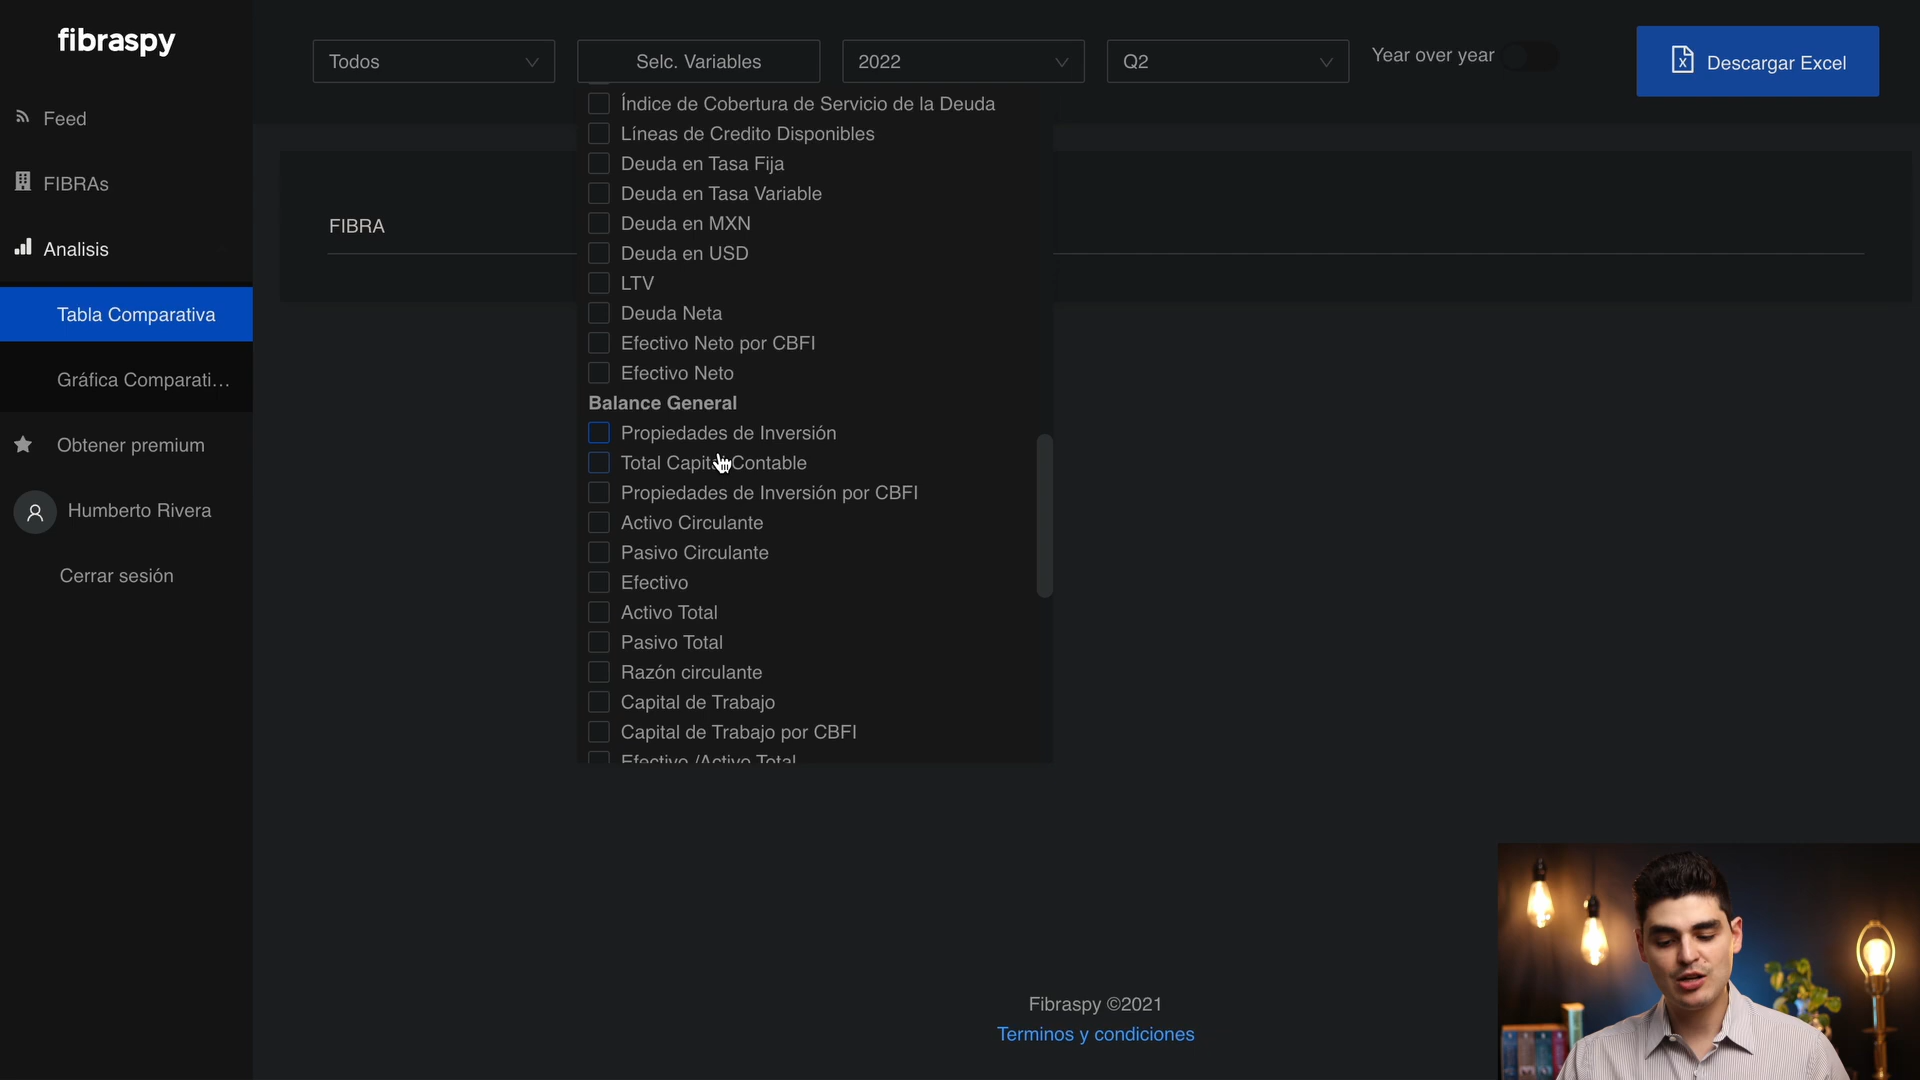 fibraspy
Todos
Selc. Variables
2022
Q2
Year over year
Descargar Excel
Feed
FIBRAs
Analisis
Tabla Comparativa
Gráfica Comparati...
Obtener premium
Humberto Rivera
Cerrar sesión
FIBRA
Índice de Cobertura de Servicio de la Deuda
Líneas de Credito Disponibles
Deuda en Tasa Fija
Deuda en Tasa Variable
Deuda en MXN
Deuda en USD
LTV
Deuda Neta
Efectivo Neto por CBFI
Efectivo Neto
Balance General
Propiedades de Inversión
Total Capital Contable
Propiedades de Inversión por CBFI
Activo Circulante
Pasivo Circulante
Efectivo
Activo Total
Pasivo Total
Razón circulante
Capital de Trabajo
Capital de Trabajo por CBFI
Efectivo /Activo Total
Fibraspy ©2021
Terminos y condiciones